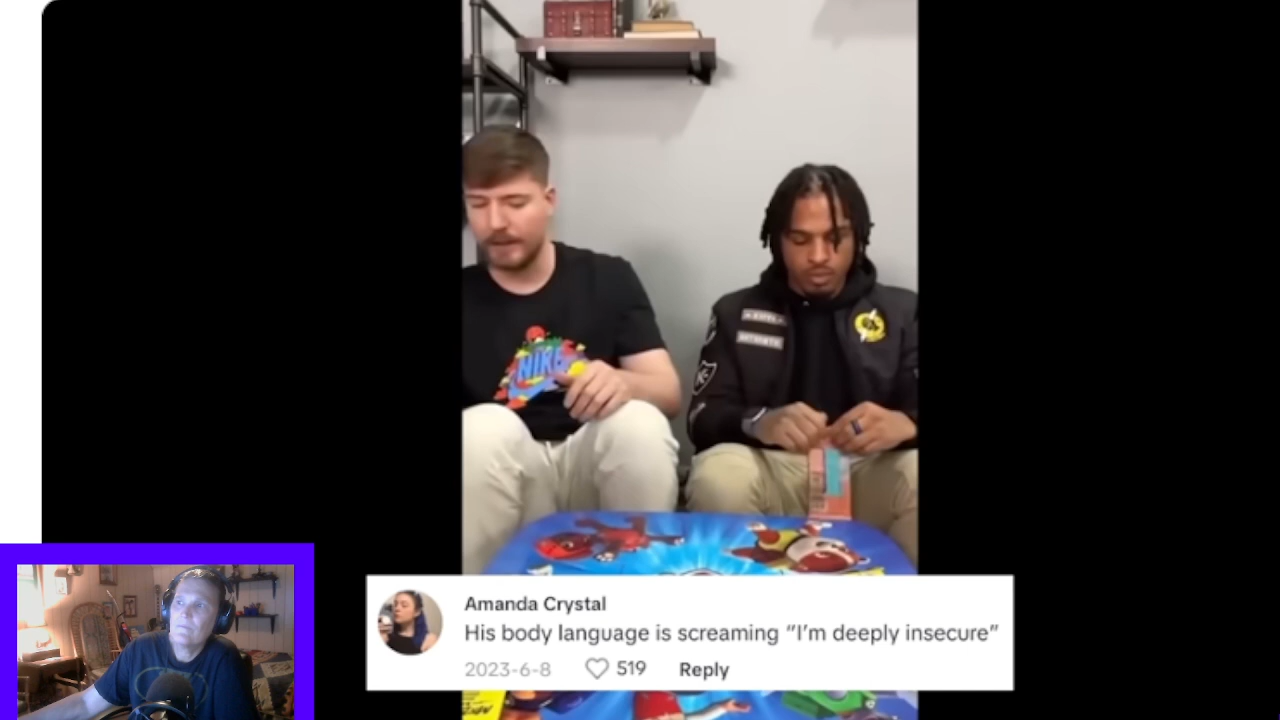 NIKE
Amanda Crystal
His body language is screaming “I’m deeply insecure”
2023-6-8 519 Reply